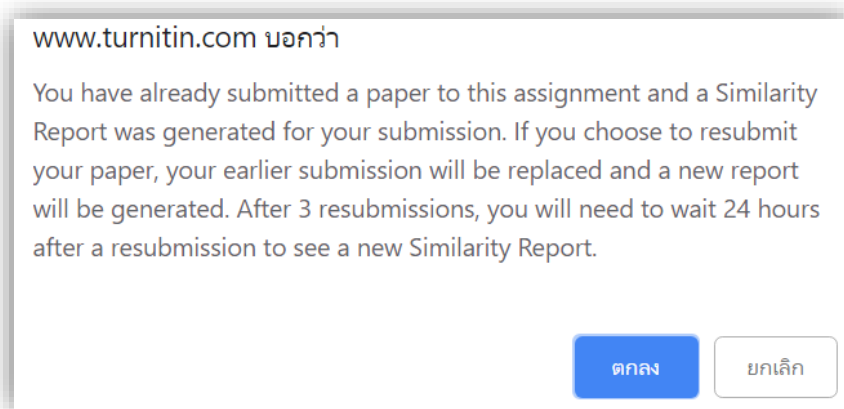 www.turnitin.com บอกว่า
You have already submitted a paper to this assignment and a Similarity
Report was generated for your submission. If you choose to resubmit
your paper, your earlier submission will be replaced and a new report
will be generated. After 3 resubmissions, you will need to wait 24 hours
after a resubmission to see a new Similarity Report.
ตกลง ยกเลิก